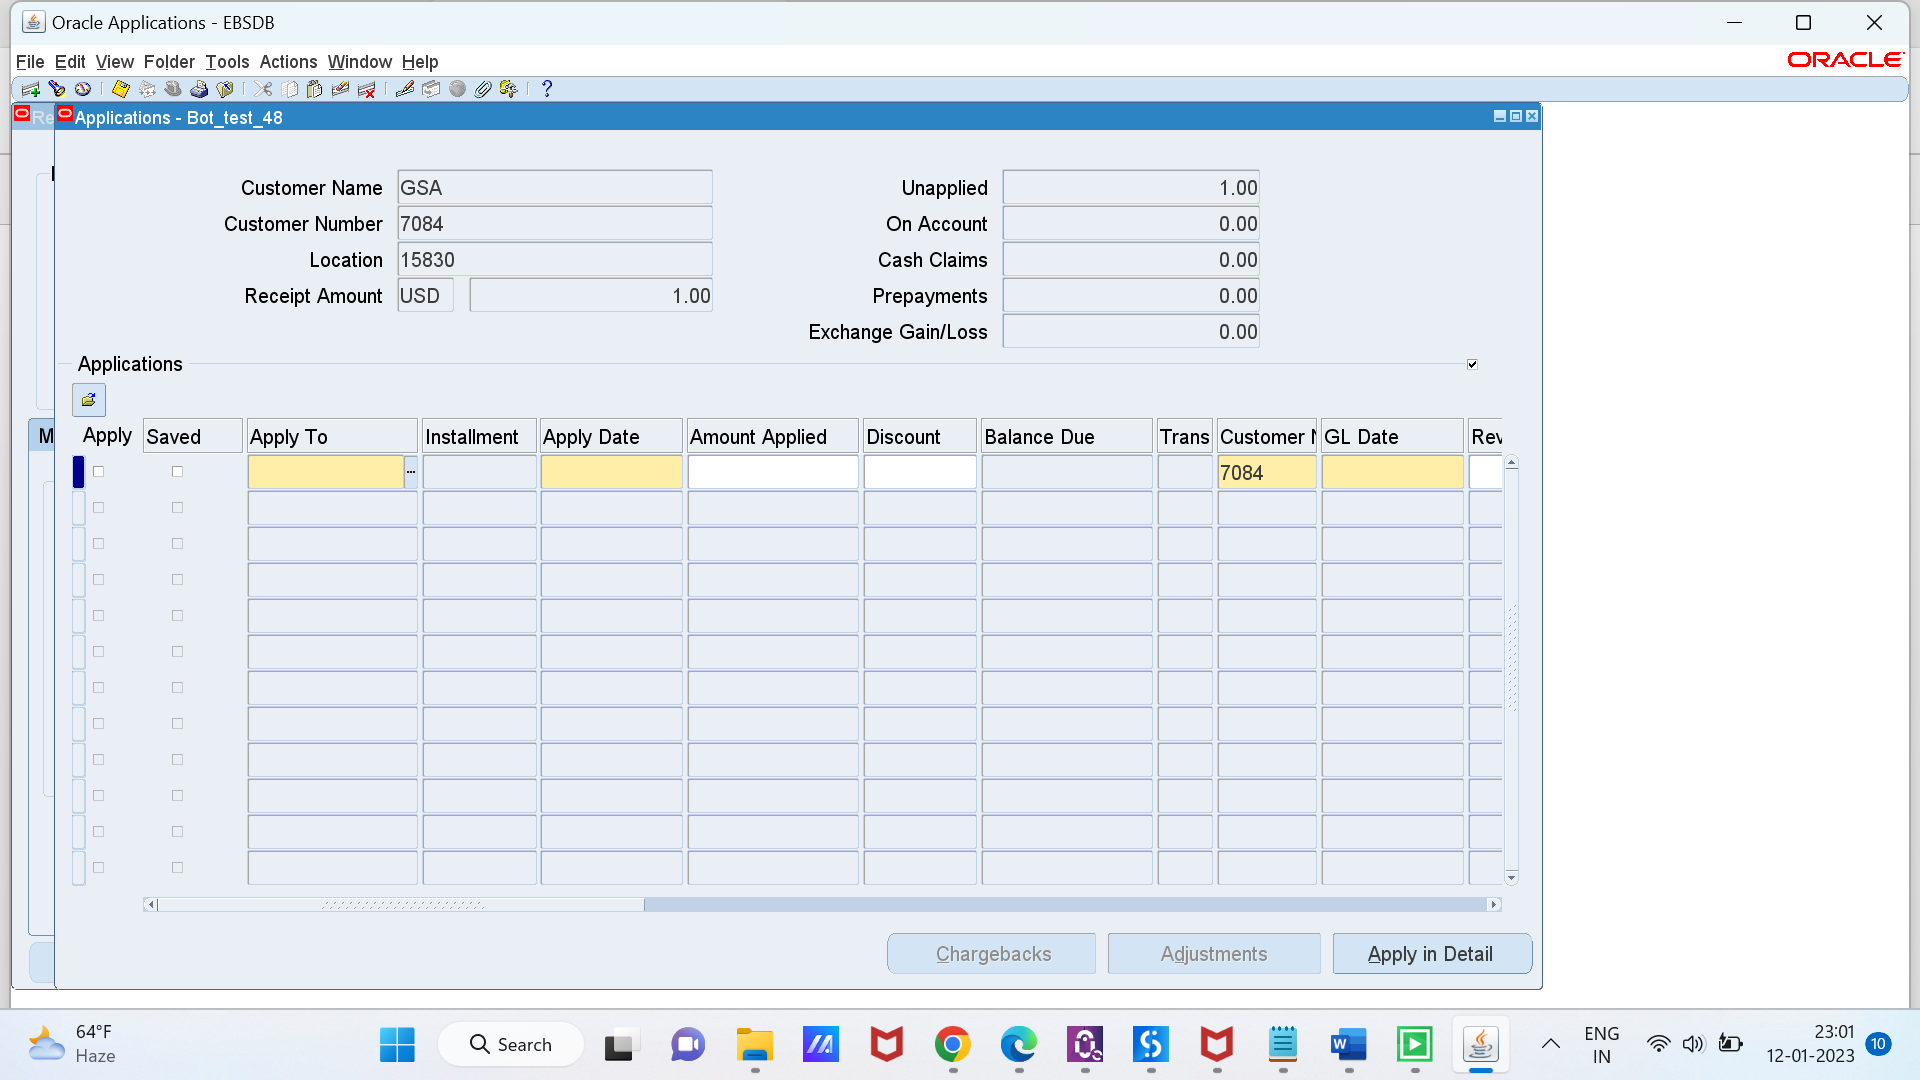 Oracle Applications - EBSDB
File Edit View Folder Tools Actions Window Help
ORACLE
Re
Applications - Bot_test_48
Customer Name GSA
Customer Number 7084
Location 15830
Receipt Amount USD 1.00
Unapplied 1.00
On Account 0.00
Cash Claims 0.00
Prepayments 0.00
Exchange Gain/Loss 0.00
Applications
M
Apply Saved Apply To Installment Apply Date Amount Applied Discount Balance Due Trans Customer N GL Date Rev
7084
Chargebacks Adjustments Apply in Detail
64°F
Haze
Search
ENG
IN
23:01
12-01-2023
10